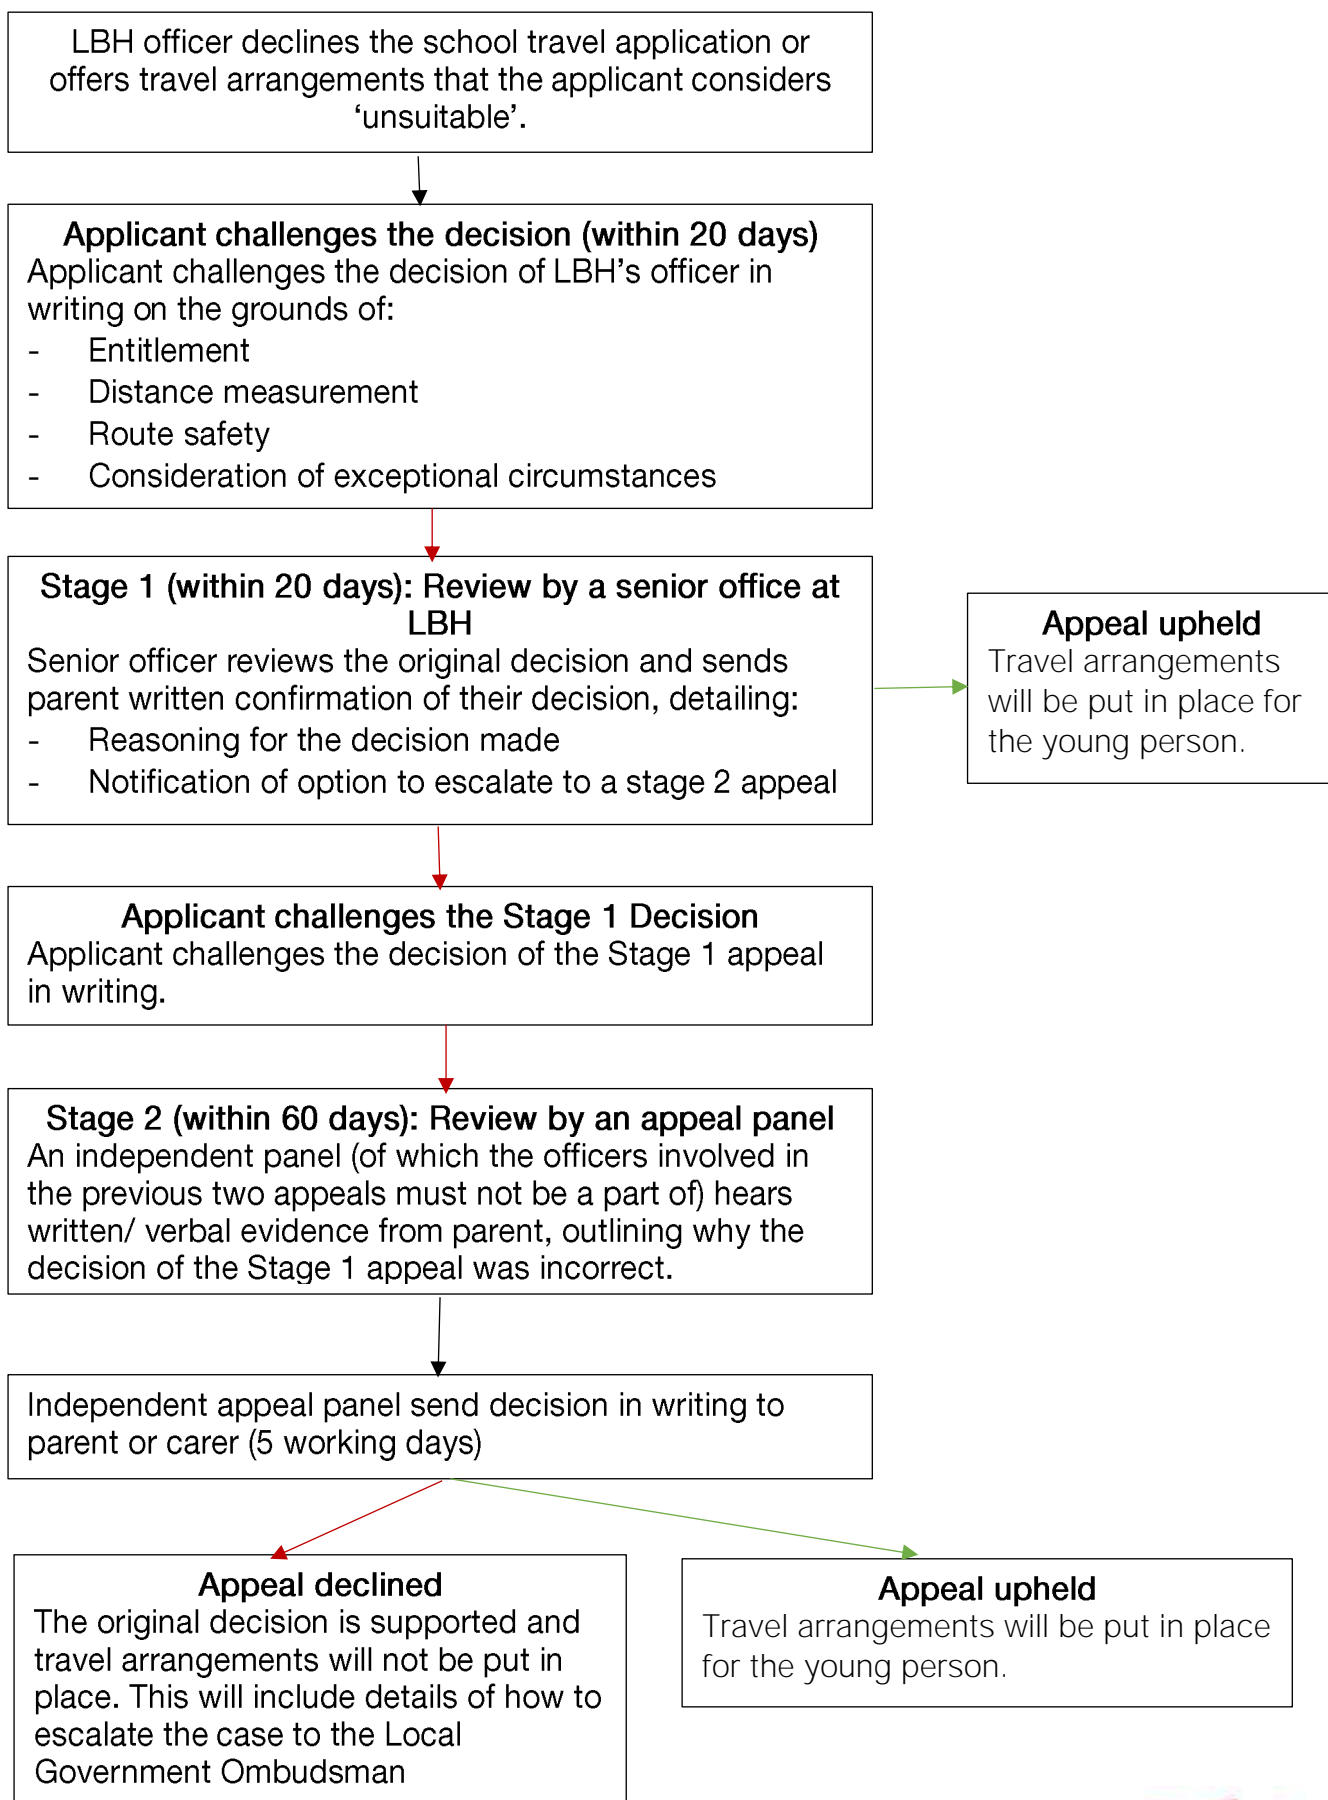 LBH officer declines the school travel application or
offers travel arrangements that the applicant considers
‘unsuitable’.
Applicant challenges the decision (within 20 days)
Applicant challenges the decision of LBH’s officer in
writing on the grounds of:
- Entitlement
- Distance measurement
- Route safety
- Consideration of exceptional circumstances
Stage 1 (within 20 days): Review by a senior office at
LBH
Senior officer reviews the original decision and sends
parent written confirmation of their decision, detailing:
- Reasoning for the decision made
- Notification of option to escalate to a stage 2 appeal
Appeal upheld
Travel arrangements
will be put in place for
the young person.
Applicant challenges the Stage 1 Decision
Applicant challenges the decision of the Stage 1 appeal
in writing.
Stage 2 (within 60 days): Review by an appeal panel
An independent panel (of which the officers involved in
the previous two appeals must not be a part of) hears
written/ verbal evidence from parent, outlining why the
decision of the Stage 1 appeal was incorrect.
Independent appeal panel send decision in writing to
parent or carer (5 working days)
Appeal declined
The original decision is supported and
travel arrangements will not be put in
place. This will include details of how to
escalate the case to the Local
Government Ombudsman
Appeal upheld
Travel arrangements will be put in place
for the young person.